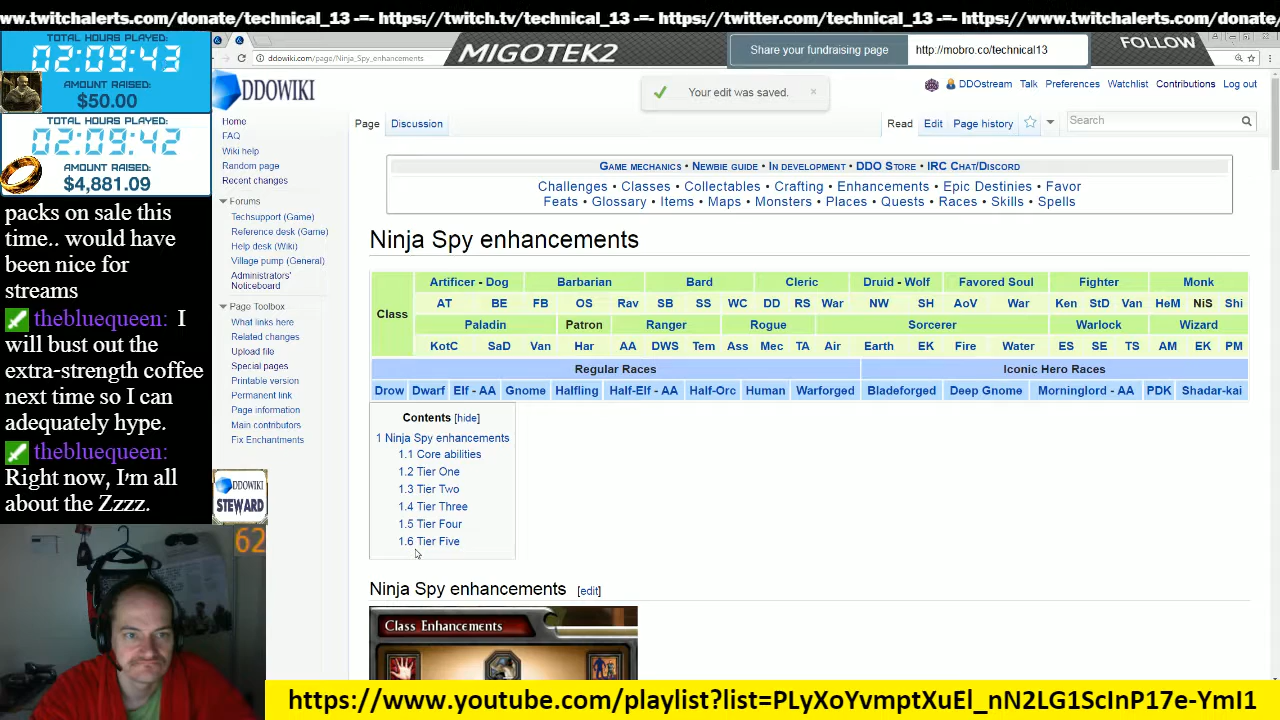 www.twitchalerts.com/donate/technical_13 -=- https://twitch.tv/technical_13 -=- https://twitter.com/technical_13 -=- https://www.twitchalerts.com/donate/
TOTAL HOURS PLAYED:
02:09:43
AMOUNT RAISED:
$50.00
TOTAL HOURS PLAYED:
02:09:42
AMOUNT RAISED:
$4,881.09
packs on sale this
time.. would have
been nice for
streams
thebluequeen: I
will bust out the
extra-strength coffee
next time so I can
adequately hype.
thebluequeen:
Right now, I'm all
about the Zzzz.
62
ddowiki.com/page/Ninja_Spy_enhancements
MIGOTEK2
Share your fundraising page
http://mobro.co/technical13
FOLLOW
DDOWIKI
Your edit was saved.
DDOstream Talk Preferences Watchlist Contributions Log out
Home
FAQ
Wiki help
Random page
Recent changes
Forums
Techsupport (Game)
Reference desk (Game)
Help desk (Wiki)
Village pump (General)
Administrators'
Noticeboard
Page Toolbox
What links here
Related changes
Upload file
Special pages
Printable version
Permanent link
Page information
Main contributors
Fix Enchantments
DDOWIKI
STEWARD
Page Discussion
Read Edit Page history
Search
GAME MECHANICS • NEWBIE GUIDE • IN DEVELOPMENT • DDO STORE • IRC CHAT/DISCORD
Challenges • Classes • Collectables • Crafting • Enhancements • Epic Destinies • Favor
Feats • Glossary • Items • Maps • Monsters • Places • Quests • Races • Skills • Spells
Ninja Spy enhancements
Class
Artificer - Dog Barbarian Bard Cleric Druid - Wolf Favored Soul Fighter Monk
AT BE FB OS Rav SB SS WC DD RS War NW SH AoV War Ken StD Van HeM NiS Shi
Paladin Patron Ranger Rogue Sorcerer Warlock Wizard
KotC SaD Van Har AA DWS Tem Ass Mec TA Air Earth EK Fire Water ES SE TS AM EK PM
Regular Races Iconic Hero Races
Drow Dwarf Elf - AA Gnome Halfling Half-Elf - AA Half-Orc Human Warforged Bladeforged Deep Gnome Morninglord - AA PDK Shadar-kai
Contents [hide]
1 Ninja Spy enhancements
1.1 Core abilities
1.2 Tier One
1.3 Tier Two
1.4 Tier Three
1.5 Tier Four
1.6 Tier Five
Ninja Spy enhancements [edit]
Class Enhancements
https://www.youtube.com/playlist?list=PLyXoYvmptXuEl_nN2LG1ScInP17e-YmI1